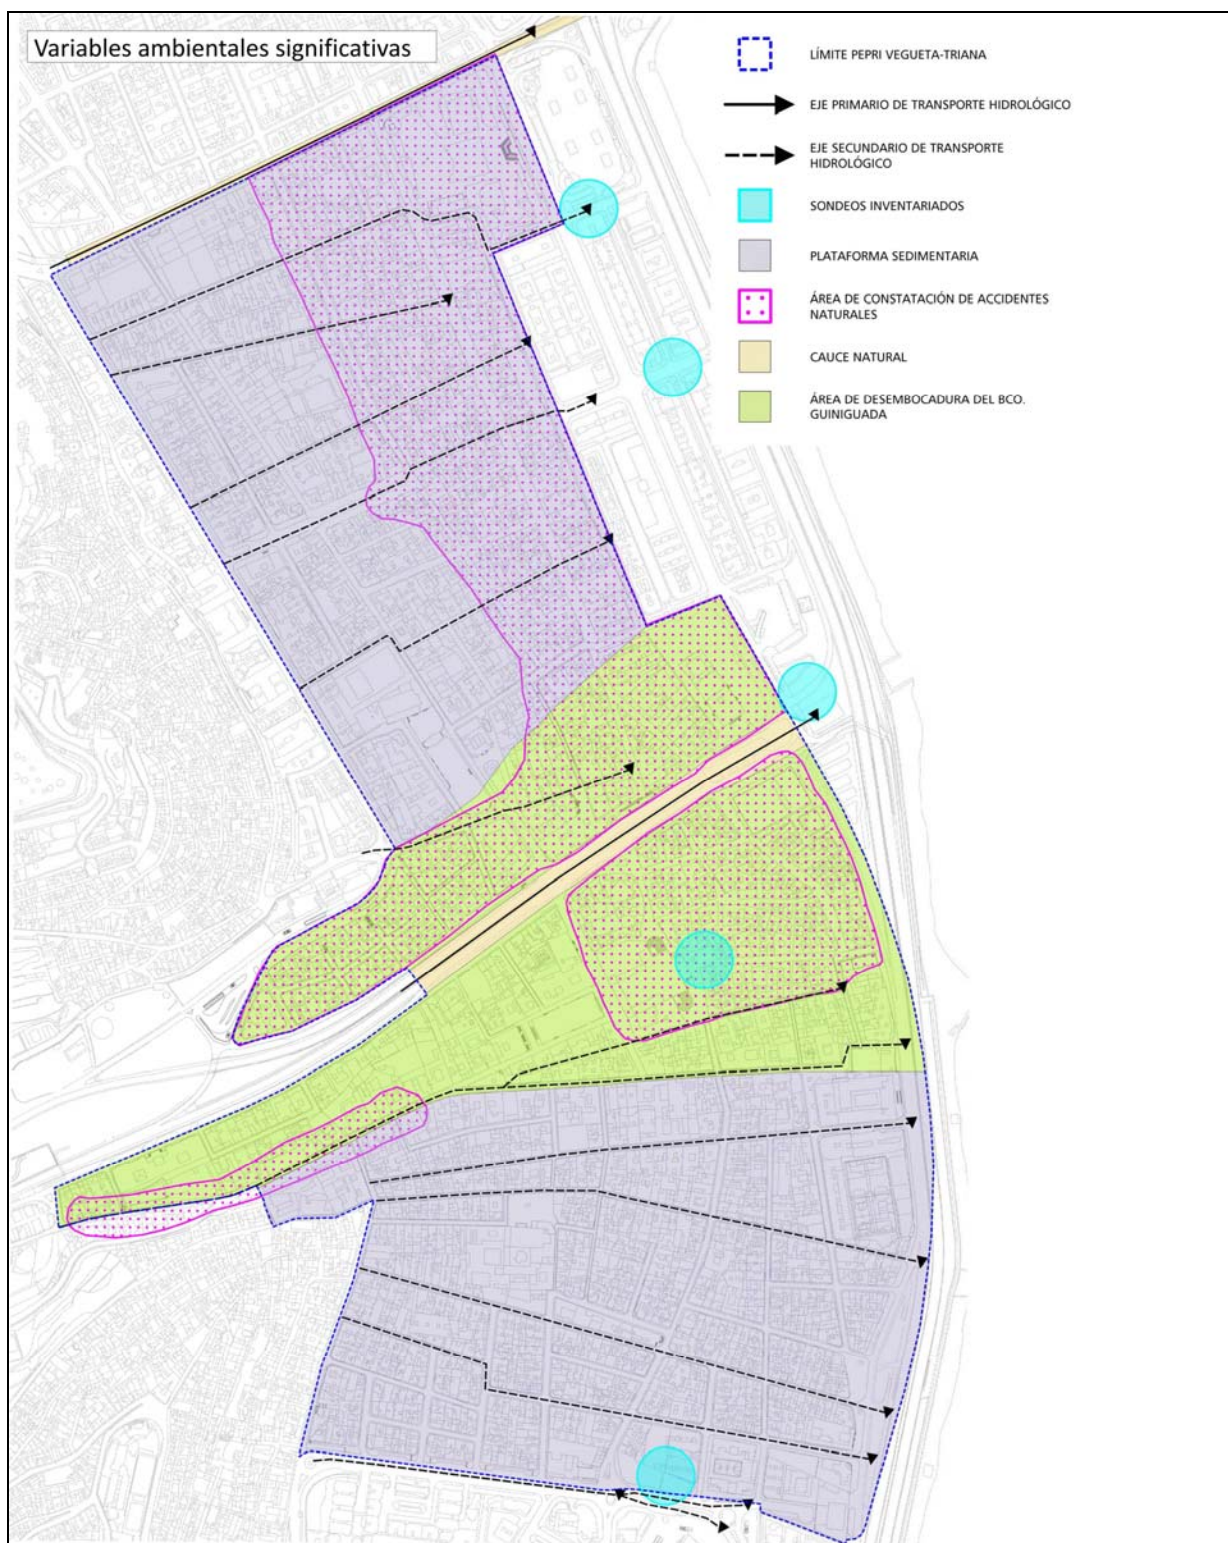 Variables ambientales significativas
LÍMITE PEPRI VEGUETA-TRIANA
EJE PRIMARIO DE TRANSPORTE HIDROLÓGICO
EJE SECUNDARIO DE TRANSPORTE
HIDROLÓGICO
SONDEOS INVENTARIADOS
PLATAFORMA SEDIMENTARIA
ÁREA DE CONSTATACIÓN DE ACCIDENTES
NATURALES
CAUCE NATURAL
ÁREA DE DESEMBOCADURA DEL BCO.
GUINIGUADA